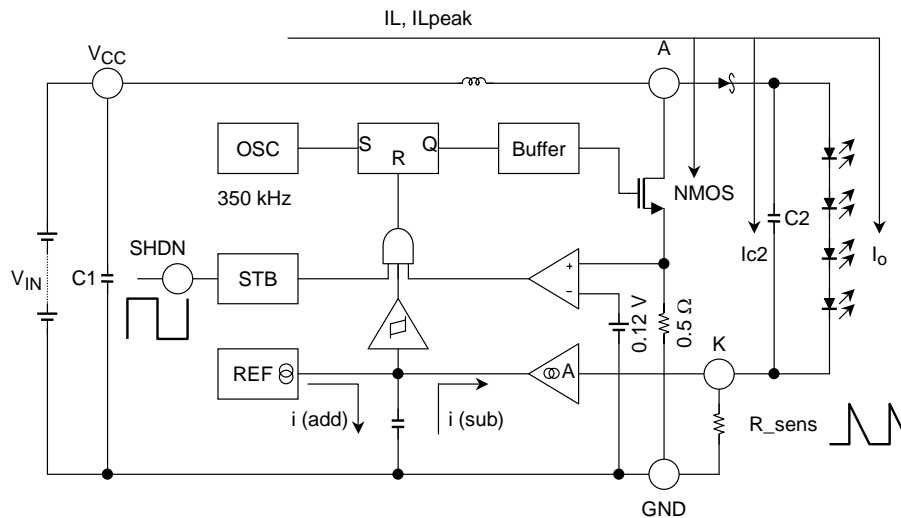 IL, ILpeak
VCC
A
OSC
S
R
Q
Buffer
350 kHz
NMOS
C2
Ic2
Io
SHDN
VIN
C1
STB
+
−
0.12 V
0.5 Ω
K
REF
A
i (add)
i (sub)
R_sens
GND